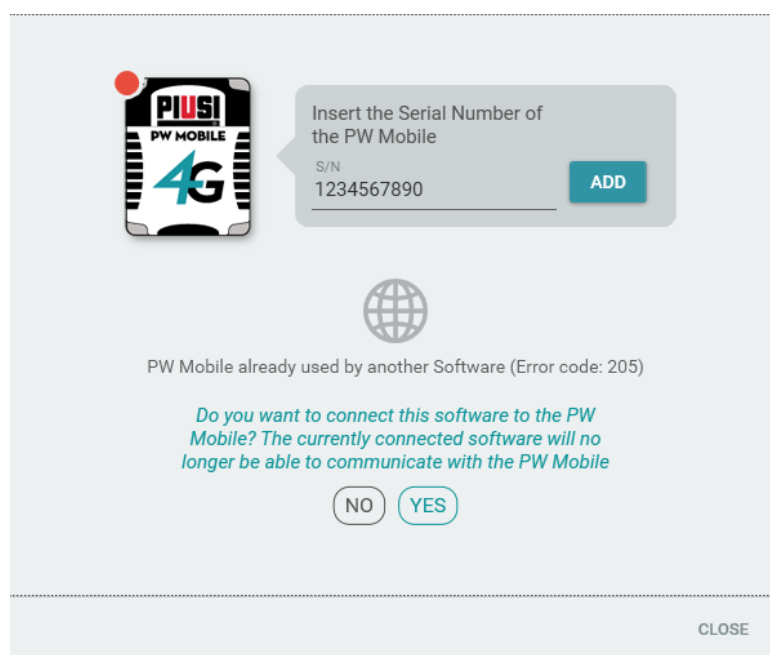 PIUSI
PW MOBILE
4G
Insert the Serial Number of
the PW Mobile
S/N
1234567890
ADD
PW Mobile already used by another Software (Error code: 205)
Do you want to connect this software to the PW
Mobile? The currently connected software will no
longer be able to communicate with the PW Mobile
NO YES
CLOSE